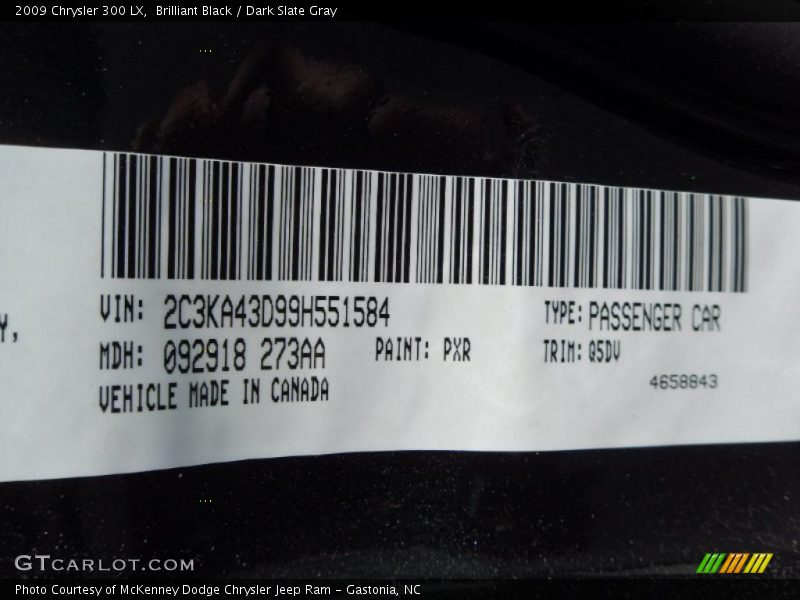 2009 Chrysler 300 LX,  Brilliant Black / Dark Slate Gray
Y,
VIN: 2C3KA43D99H551584
TYPE: PASSENGER CAR
MDH: 092918 273AA
PAINT: PXR
TRIM: Q5DV
VEHICLE MADE IN CANADA
4658843
GTCARLOT.COM
Photo Courtesy of McKenney Dodge Chrysler Jeep Ram - Gastonia, NC